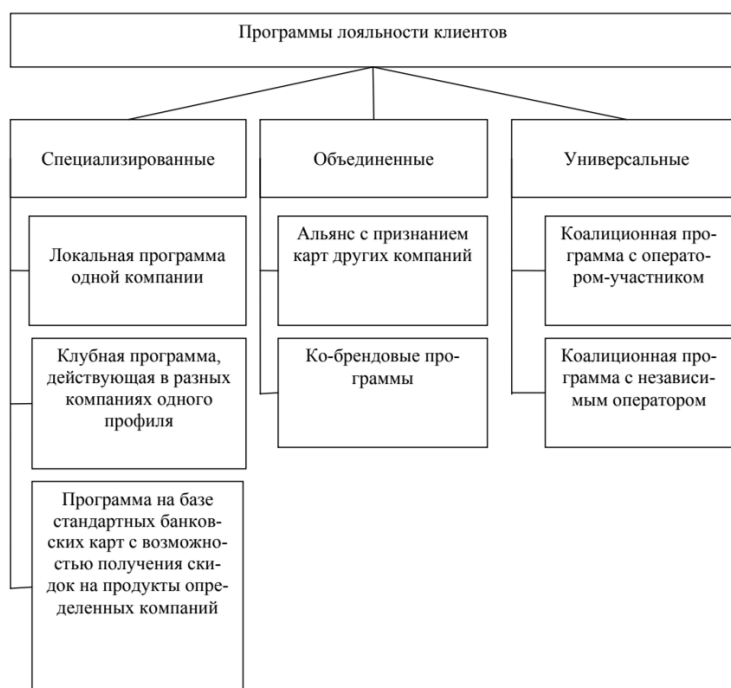 Программы лояльности клиентов
Специализированные
Объединенные
Универсальные
Локальная программа
одной компании
Альянс с признанием
карт других компаний
Коалиционная про-
грамма с операто-
ром-участником
Клубная программа,
действующая в разных
компаниях одного
профиля
Ко-брендовые про-
граммы
Коалиционная про-
грамма с независи-
мым оператором
Программа на базе
стандартных банков-
ских карт с возможно-
стью получения ски-
док на продукты опре-
деленных компаний